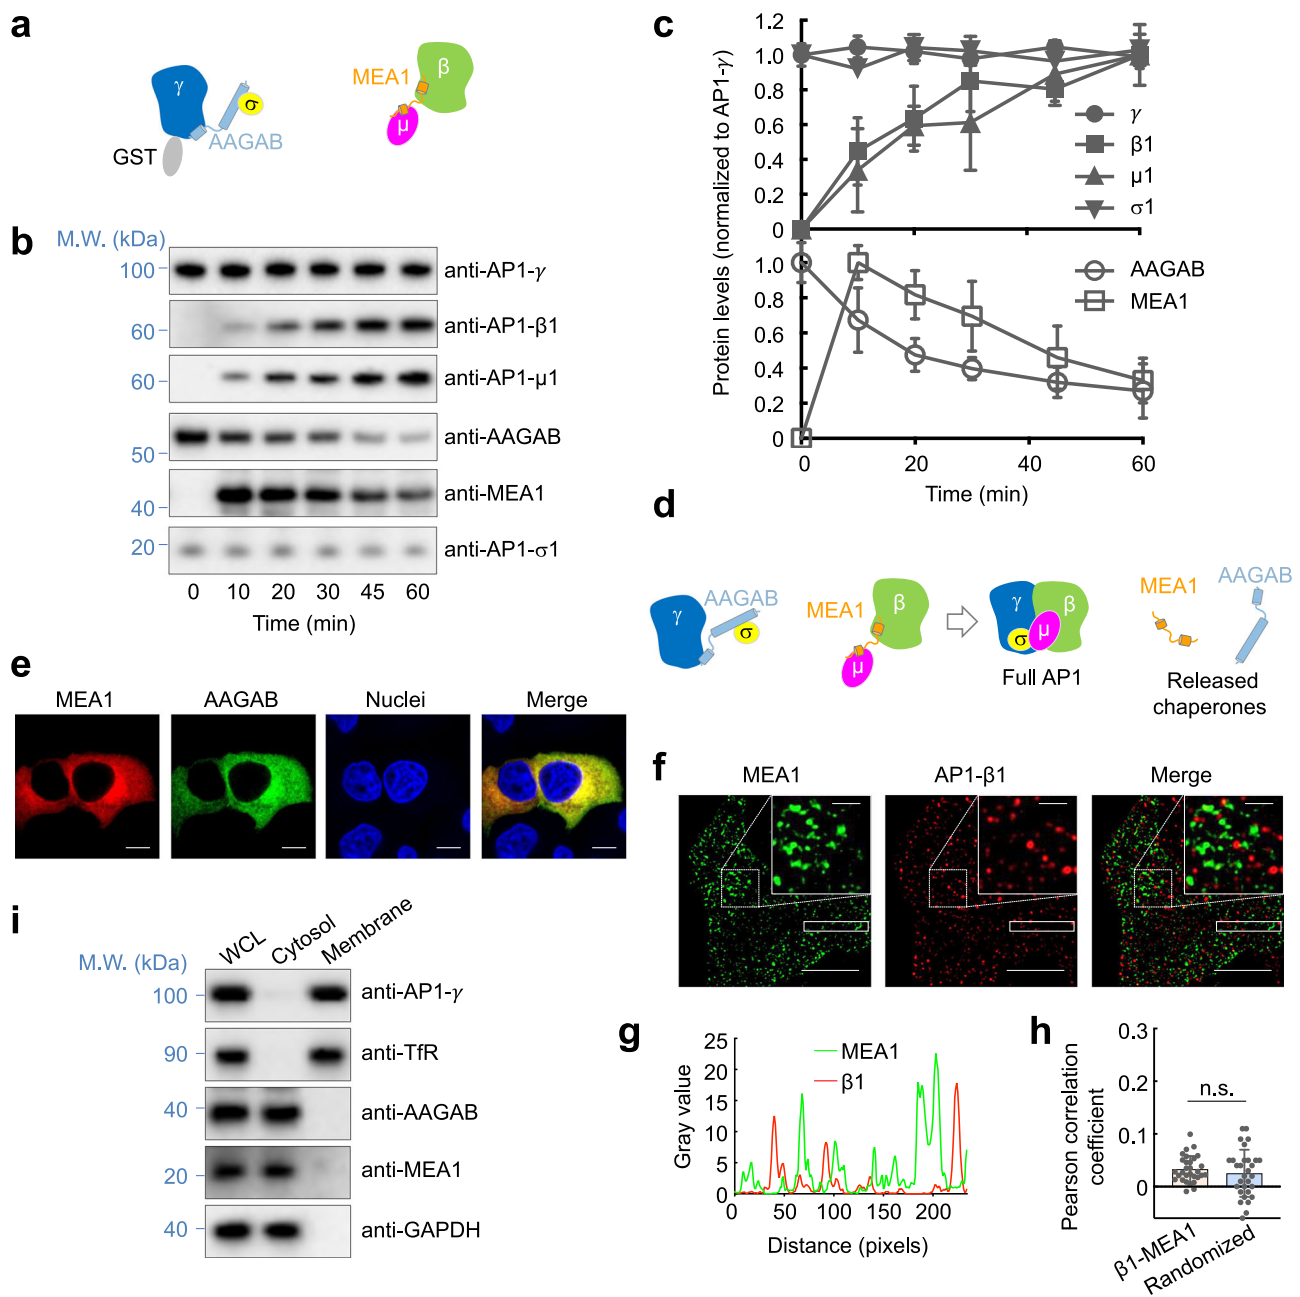 a
γ
σ
AAGAB
GST
MEA1
β
μ
b
M.W. (kDa)
100
anti-AP1-γ
60
anti-AP1-β1
60
anti-AP1-μ1
50
anti-AAGAB
40
anti-MEA1
20
anti-AP1-σ1
0 10 20 30 45 60
Time (min)
c
Protein levels (normalized to AP1-γ)
1.2
1.0
0.8
0.6
0.4
0.2
0
γ
β1
μ1
σ1
1.0
0.8
0.6
0.4
0.2
0
AAGAB
MEA1
0 20 40 60
Time (min)
d
γ
AAGAB
σ
MEA1
β
μ
γ
β
σ
μ
Full AP1
MEA1
AAGAB
Released
chaperones
e
MEA1 AAGAB Nuclei Merge
f
MEA1 AP1-β1 Merge
g
Gray value
25
20
15
10
5
0
MEA1
β1
0 50 100 150 200
Distance (pixels)
h
Pearson correlation
coefficient
0.3
0.2
0.1
0
n.s.
β1-MEA1
Randomized
i
WCL Cytosol Membrane
M.W. (kDa)
100
anti-AP1-γ
90
anti-TfR
40
anti-AAGAB
20
anti-MEA1
40
anti-GAPDH